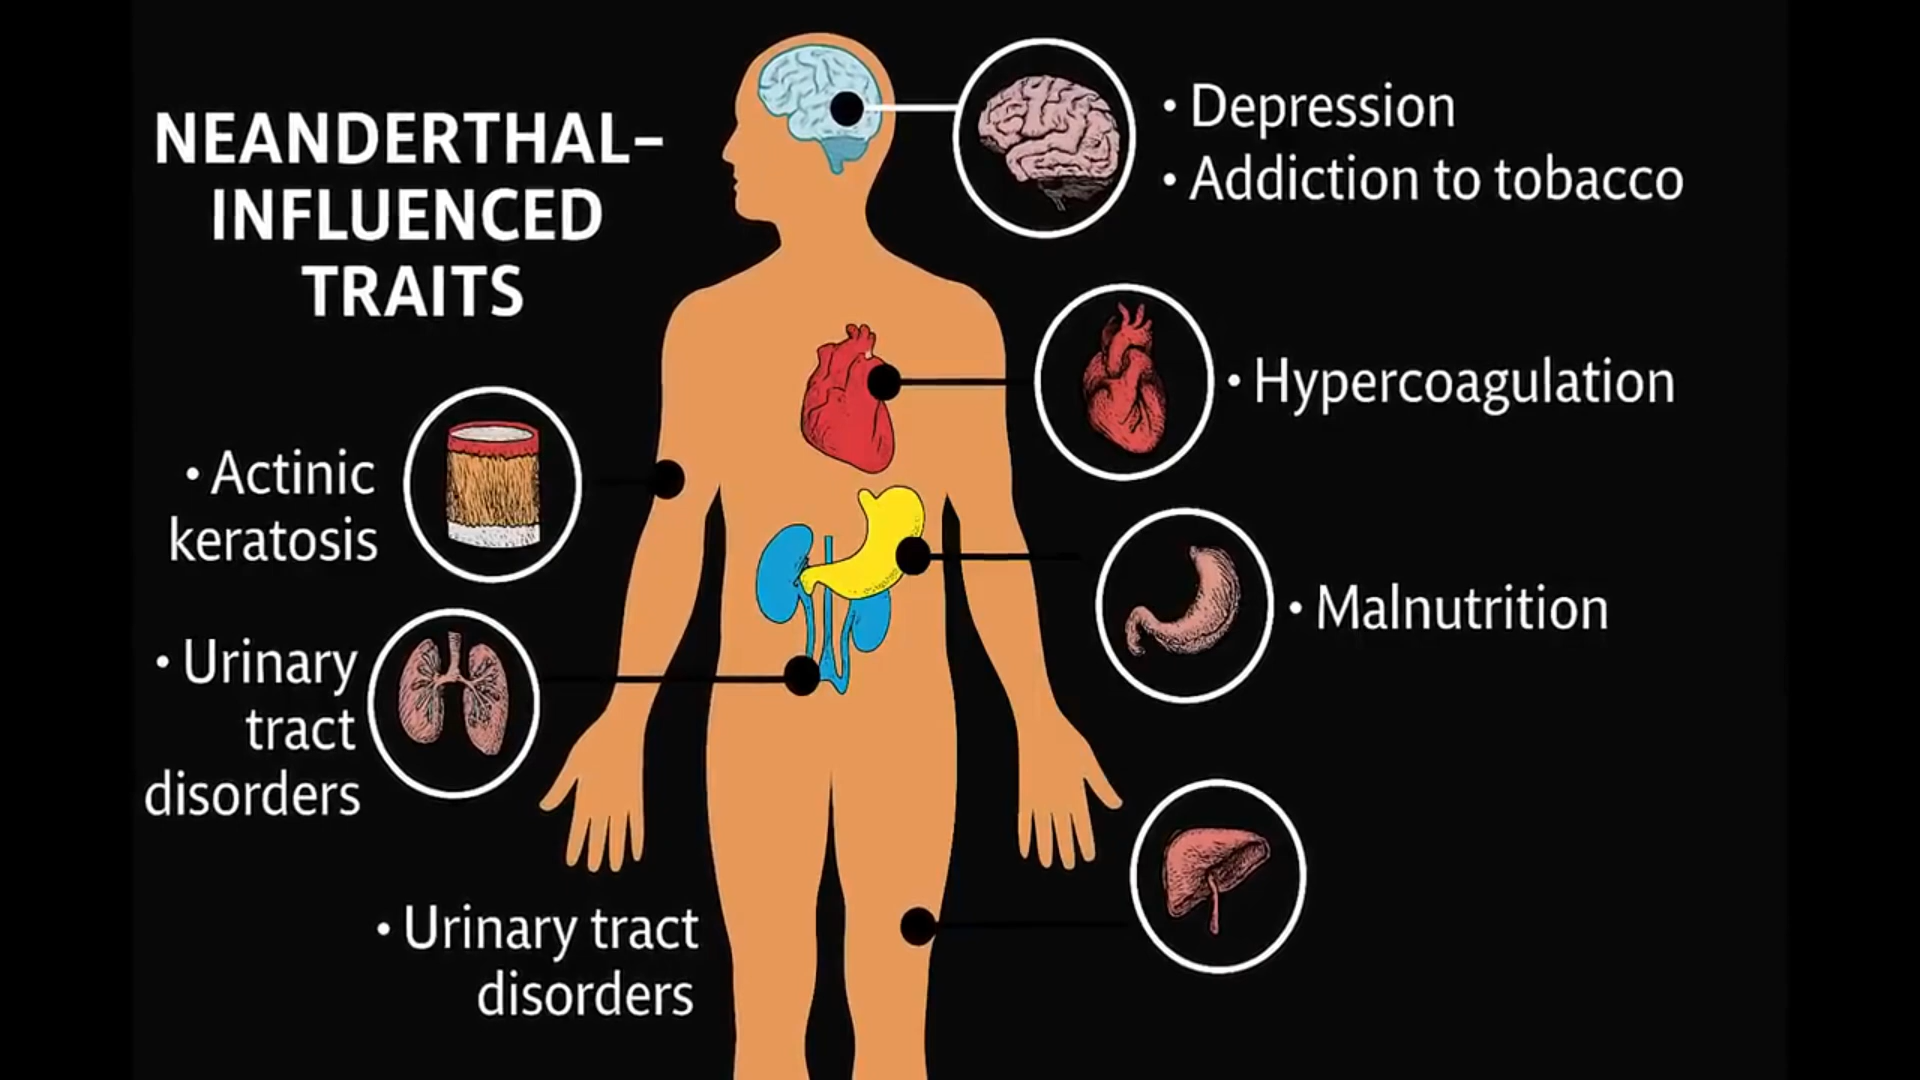 NEANDERTHAL-
INFLUENCED
TRAITS
• Depression
• Addiction to tobacco
• Hypercoagulation
• Actinic
keratosis
• Malnutrition
• Urinary
tract
disorders
• Urinary tract
disorders